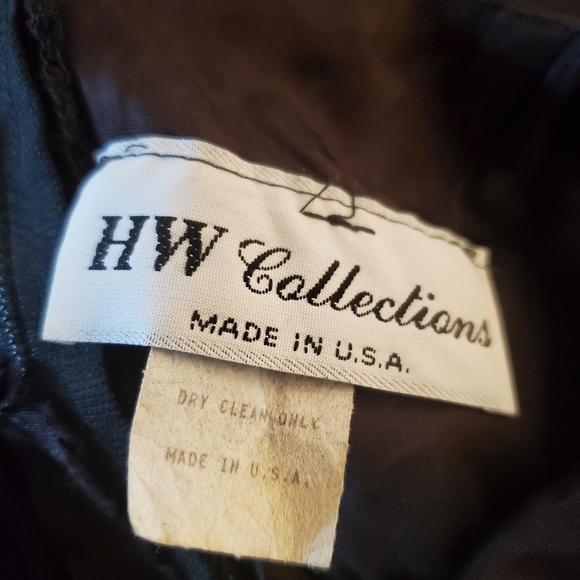 HW Collections
MADE IN U.S.A.
DRY CLEAN ONLY
MADE IN U.S.A.